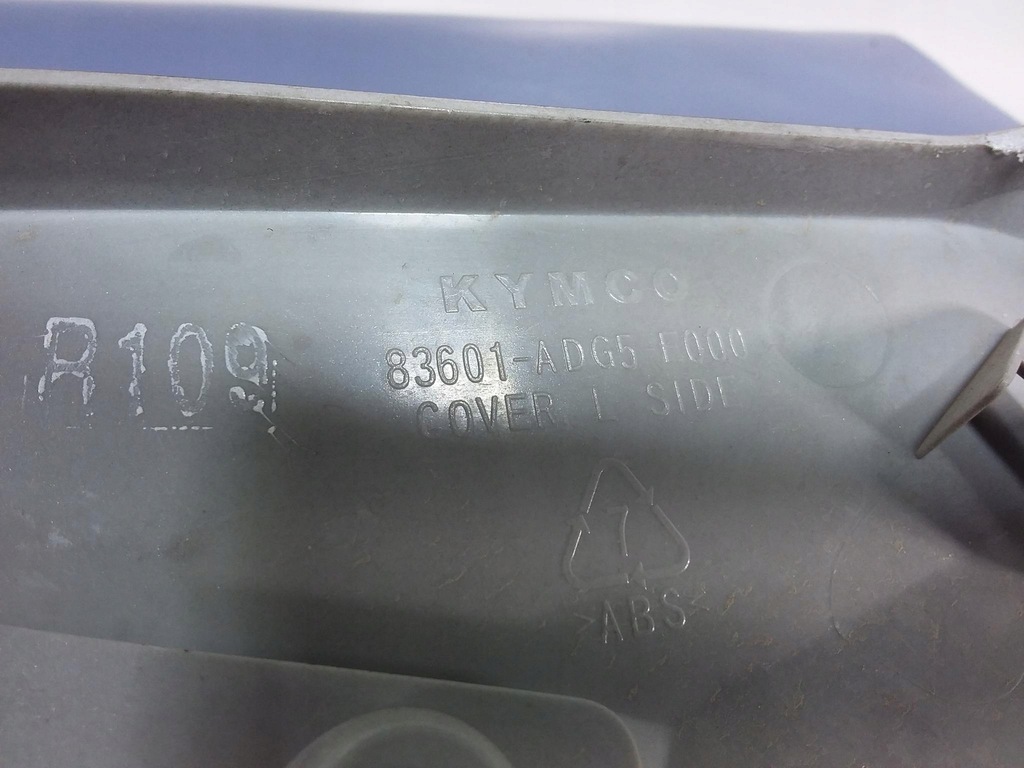 KYMCO
R109
83601-ADG5-E000
COVER L SIDE
7
>ABS<